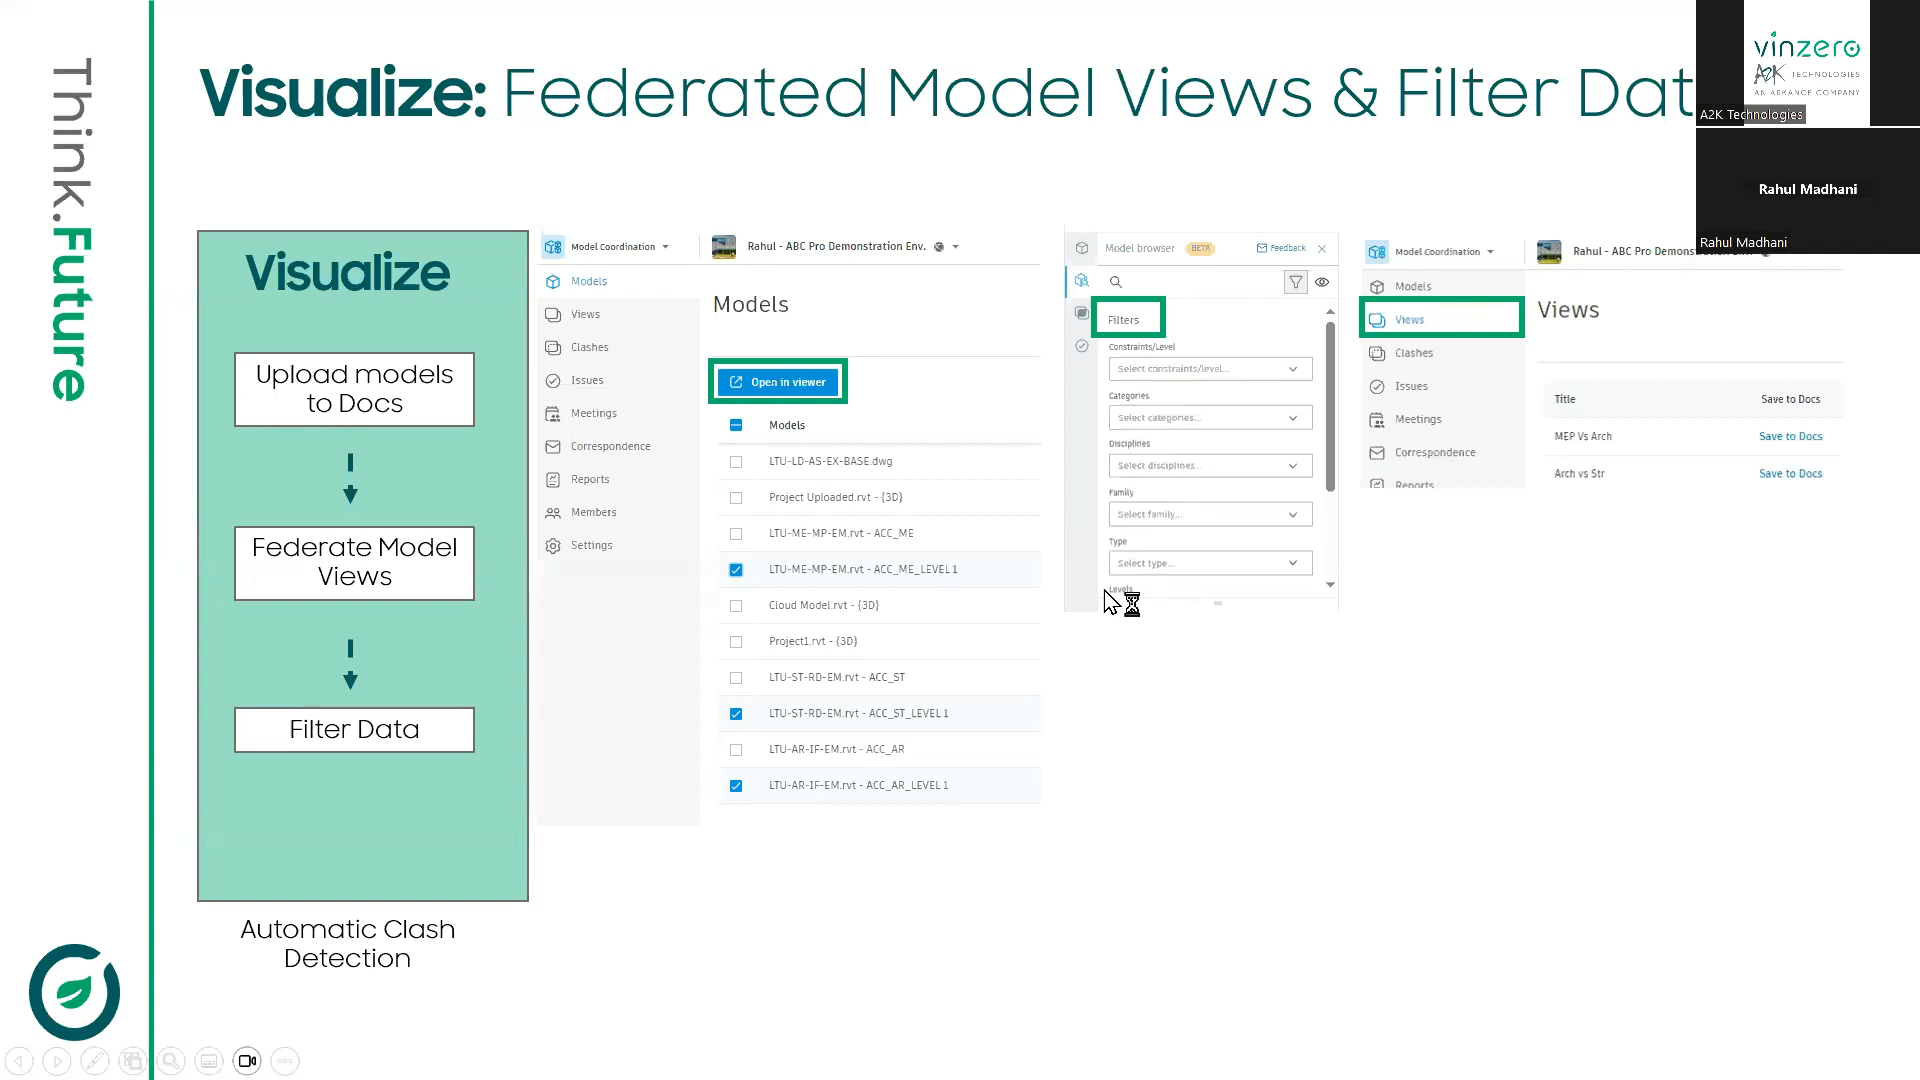 Think.Future
Visualize: Federated Model Views & Filter Dat
vinzero
A2K TECHNOLOGIES
AN ARKANCE COMPANY
A2K Technologies
Rahul Madhani
Rahul Madhani
Visualize
Upload models
to Docs
Federate Model
Views
Filter Data
Automatic Clash
Detection
Model Coordination
Rahul - ABC Pro Demonstration Env.
Models
Views
Clashes
Issues
Meetings
Correspondence
Reports
Members
Settings
Models
Open in viewer
Models
LTU-LD-AS-EX-BASE.dwg
Project Uploaded.rvt - {3D}
LTU-ME-MP-EM.rvt - ACC_ME
LTU-ME-MP-EM.rvt - ACC_ME_LEVEL 1
Cloud Model.rvt - {3D}
Project1.rvt - {3D}
LTU-ST-RD-EM.rvt - ACC_ST
LTU-ST-RD-EM.rvt - ACC_ST_LEVEL 1
LTU-AR-IF-EM.rvt - ACC_AR
LTU-AR-IF-EM.rvt - ACC_AR_LEVEL 1
Model browser BETA Feedback
Filters
Constraints/Level
Select constraints/level...
Categories
Select categories...
Disciplines
Select disciplines...
Family
Select family...
Type
Select type...
Levels
Model Coordination
Rahul - ABC Pro Demons
Models
Views
Clashes
Issues
Meetings
Correspondence
Reports
Views
Title Save to Docs
MEP Vs Arch Save to Docs
Arch vs Str Save to Docs